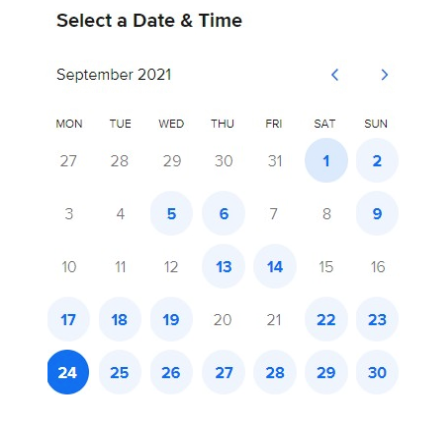 Select a Date & Time
September 2021
MON TUE WED THU FRI SAT SUN
27 28 29 30 31 1 2
3 4 5 6 7 8 9
10 11 12 13 14 15 16
17 18 19 20 21 22 23
24 25 26 27 28 29 30